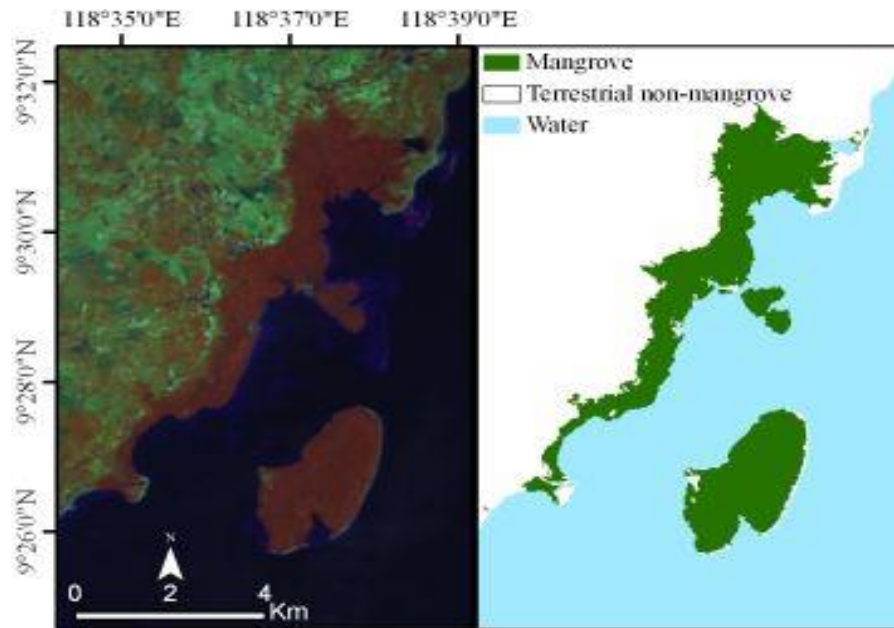 118°35'0"E 118°37'0"E 118°39'0"E
9°32'0"N
9°30'0"N
9°28'0"N
9°26'0"N
Mangrove
Terrestrial non-mangrove
Water
N
0 2 4
Km